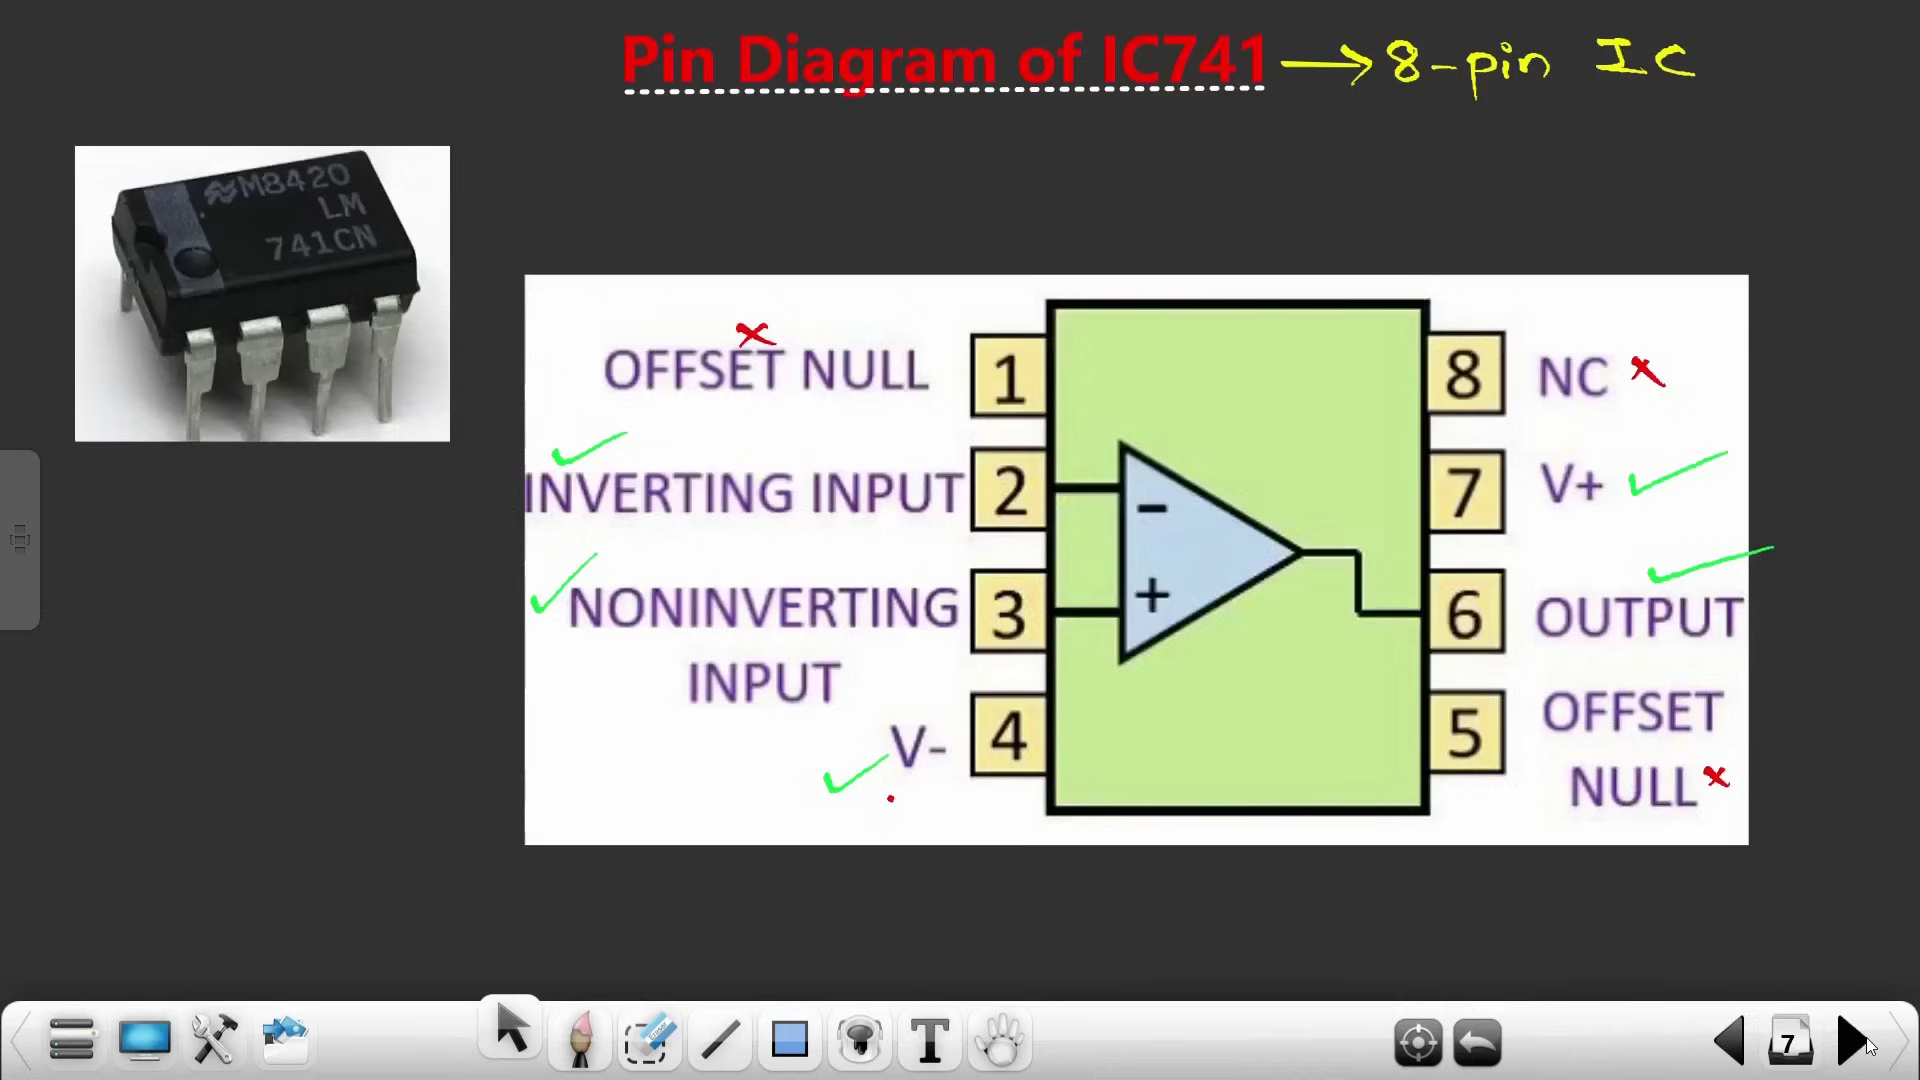 Pin Diagram of IC741 → 8-pin IC
M8420
LM
741CN
OFFSET NULL 1
INVERTING INPUT 2
NONINVERTING 3
INPUT
V- 4
-
+
8 NC
7 V+
6 OUTPUT
5 OFFSET
NULL
T
7